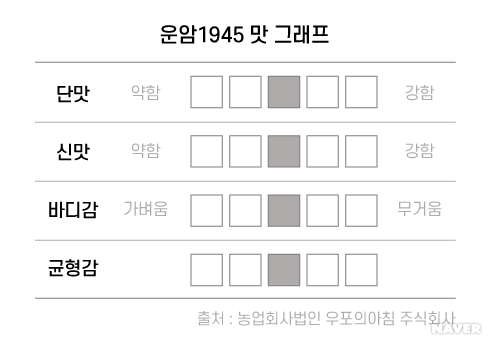 운암1945 맛 그래프
단맛 약함 강함
신맛 약함 강함
바디감 가벼움 무거움
균형감
출처 : 농업회사법인 우포의아침 주식회사
NAVER